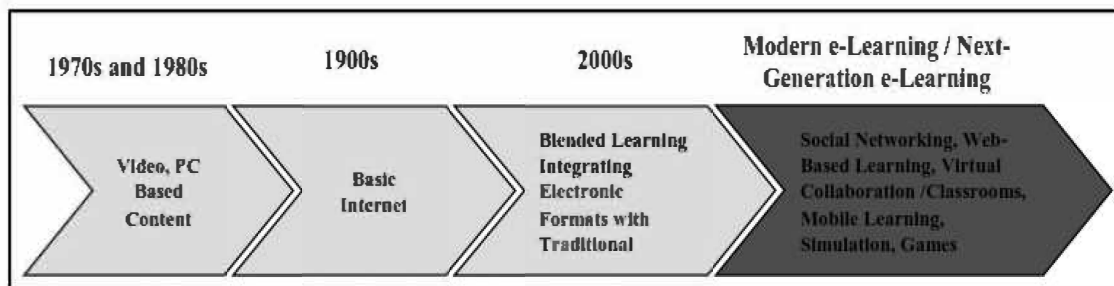 1970s and 1980s
Video, PC
Based
Content
1900s
Basic
Internet
2000s
Blended Learning
Integrating
Electronic
Formats with
Traditional
Modern e-Learning / Next-
Generation e-Learning
Social Networking, Web-
Based Learning, Virtual
Collaboration /Classrooms,
Mobile Learning,
Simulation, Games